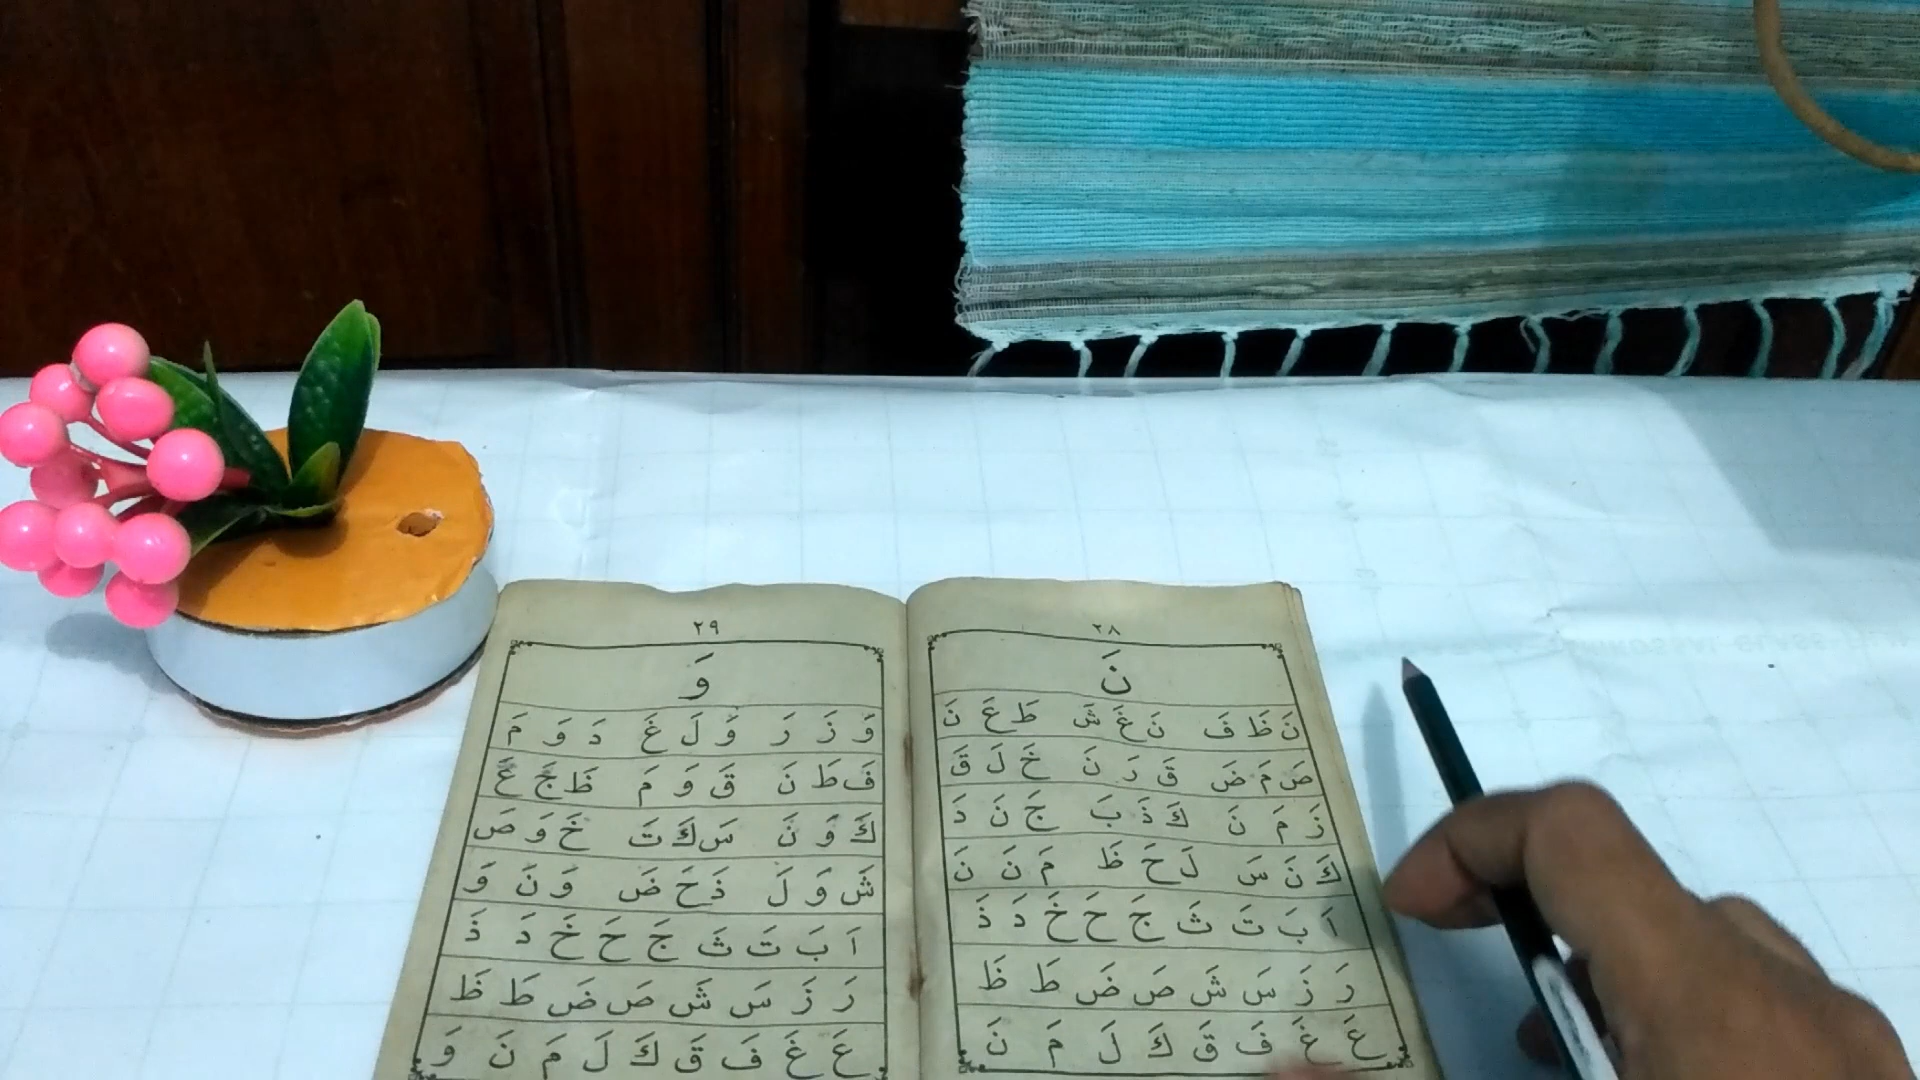 ٢٨
نَ
نَ ظَ فَ نَ غَ شَ طَ عَ نَ
صَ مَ ضَ قَ رَ نَ خَ لَ قَ
زَ مَ نَ كَ ذَ بَ جَ نَ دَ
كَ نَ سَ لَ حَ ظَ مَ نَ نَ
اَ بَ تَ ثَ جَ حَ خَ دَ ذَ
رَ زَ سَ شَ صَ ضَ طَ ظَ
عَ غَ فَ قَ كَ لَ مَ نَ
٢٩
وَ
وَ زَ رَ وَ لَ غَ دَ وَ مَ
فَ طَ نَ قَ وَ مَ ظَ جَ عَ
كَ وَ نَ سَ كَ تَ خَ وَ صَ
شَ وَ لَ ذَ حَ ضَ وَ نَ وَ
اَ بَ تَ ثَ جَ حَ خَ دَ ذَ
رَ زَ سَ شَ صَ ضَ طَ ظَ
عَ غَ فَ قَ كَ لَ مَ نَ وَ